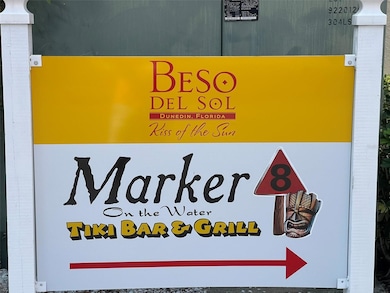 BESO
DEL SOL
DUNEDIN, FLORIDA
Kiss of the Sun
Marker 8
On the Water
TIKI BAR & GRILL